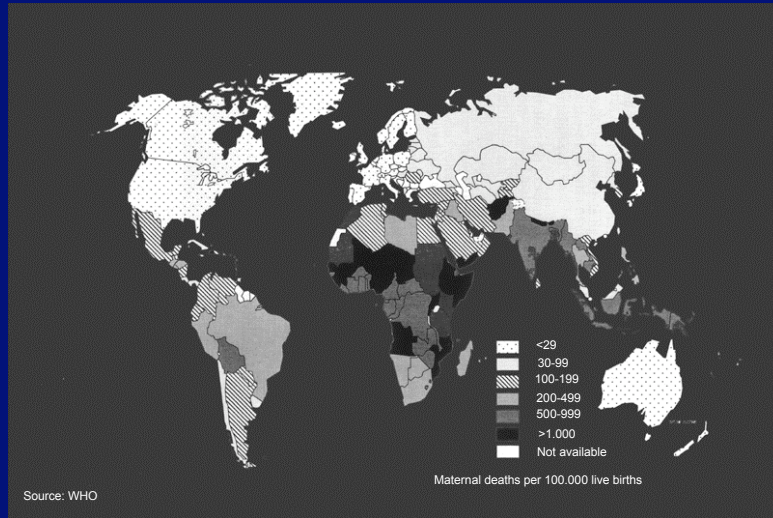 <29
30-99
100-199
200-499
500-999
>1.000
Not available
Maternal deaths per 100.000 live births
Source: WHO